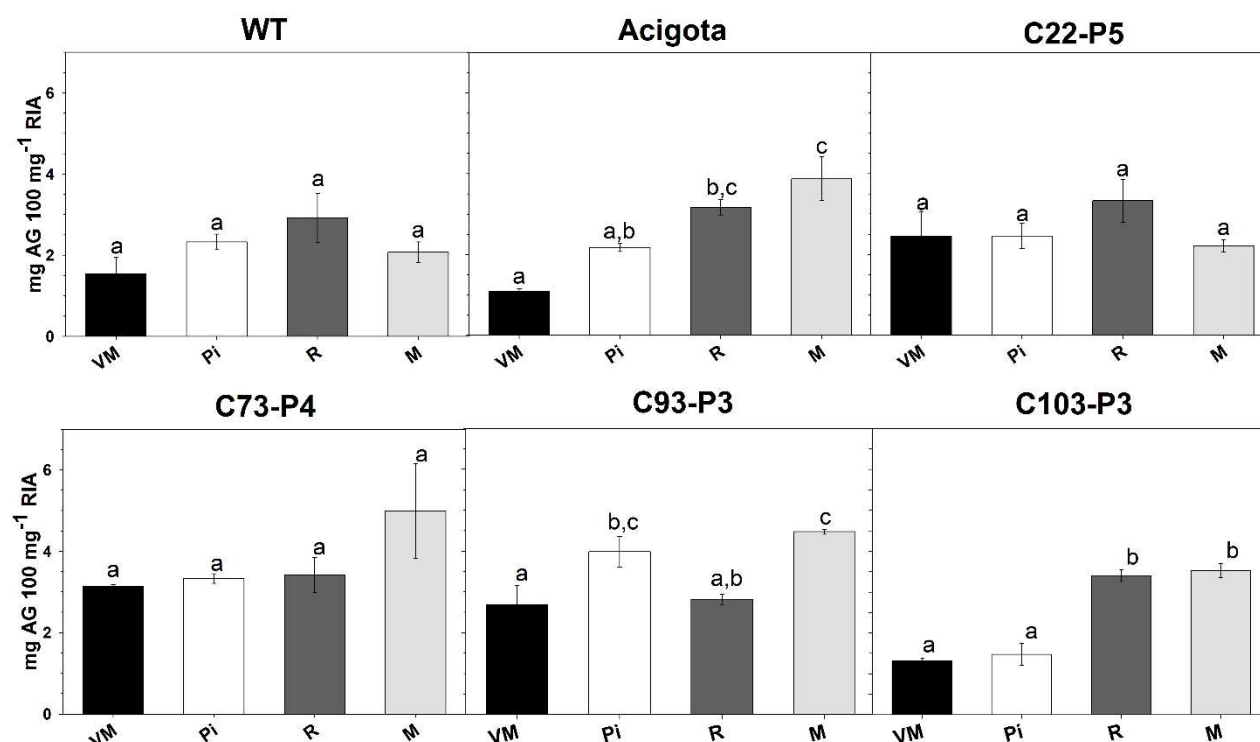 WT
Acigota
C22-P5
mg AG 100 mg-1 RIA
6
4
2
0
a
a
a
a
a
a,b
b,c
c
a
a
a
a
VM
Pi
R
M
VM
Pi
R
M
VM
Pi
R
M
C73-P4
C93-P3
C103-P3
mg AG 100 mg-1 RIA
6
4
2
0
a
a
a
a
a
b,c
a,b
c
a
a
b
b
VM
Pi
R
M
VM
Pi
R
M
VM
Pi
R
M